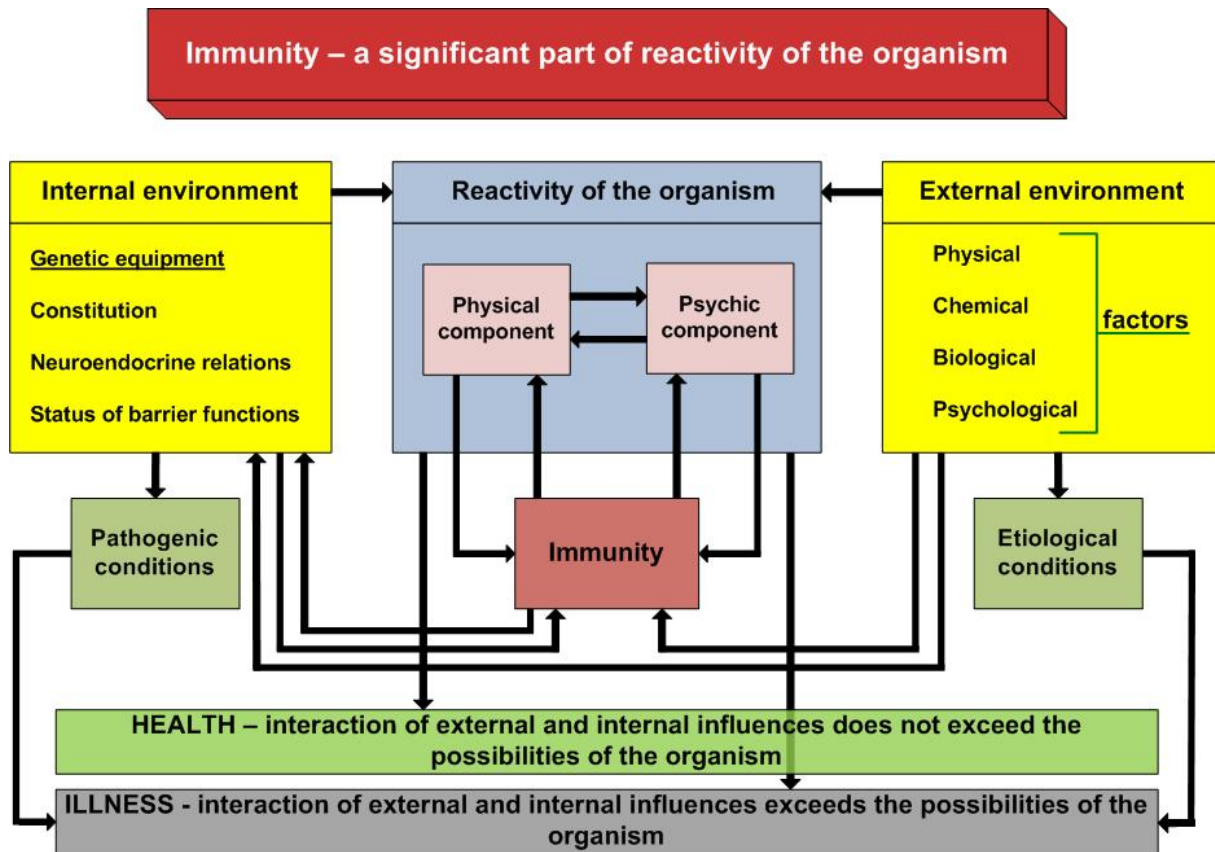 Immunity – a significant part of reactivity of the organism
Internal environment
Genetic equipment
Constitution
Neuroendocrine relations
Status of barrier functions
Reactivity of the organism
Physical
component
Psychic
component
External environment
Physical
Chemical
Biological
Psychological
factors
Pathogenic
conditions
Immunity
Etiological
conditions
HEALTH – interaction of external and internal influences does not exceed the
possibilities of the organism
ILLNESS - interaction of external and internal influences exceeds the possibilities of the
organism